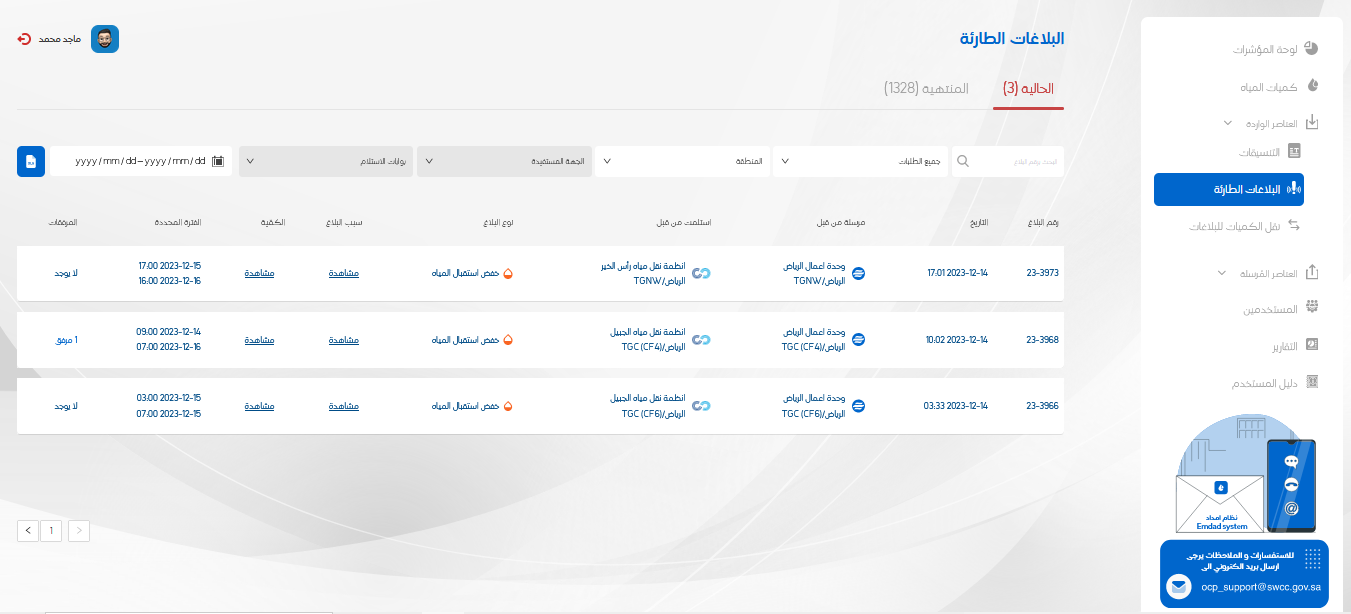 ماجد محمد
البلاغات الطارئة
الحالية (3)
المنتهية (1328)
البحث برقم البلاغ
جميع الطلبات
المنطقة
الجهة المستفيدة
بوابات الاستلام
yyyy/mm/dd – yyyy/mm/dd
رقم البلاغ
التاريخ
مرسلة من قبل
استلمت من قبل
نوع البلاغ
سبب البلاغ
الكيفية
الفترة المحددة
المرفقات
23-3973
2023-12-14 17:01
وحدة اعمال الرياض
الرياض/TGNW
انظمة نقل مياه رأس الخير
الرياض/TGNW
خفض استقبال المياه
مشاهدة
مشاهدة
2023-12-15 17:00
2023-12-16 16:00
لا يوجد
23-3968
2023-12-14 10:02
وحدة اعمال الرياض
الرياض/TGC (CF4)
انظمة نقل مياه الجبيل
الرياض/TGC (CF4)
خفض استقبال المياه
مشاهدة
مشاهدة
2023-12-14 09:00
2023-12-16 07:00
1 مرفق
23-3966
2023-12-14 03:33
وحدة اعمال الرياض
الرياض/TGC (CF6)
انظمة نقل مياه الجبيل
الرياض/TGC (CF6)
خفض استقبال المياه
مشاهدة
مشاهدة
2023-12-15 03:00
2023-12-15 07:00
لا يوجد
1
لوحة المؤشرات
كميات المياه
العناصر الواردة
التنسيقات
البلاغات الطارئة
نقل الكميات للبلاغات
العناصر المُرسلة
المستخدمين
التقارير
دليل المستخدم
نظام امداد
Emdad system
للاستفسارات و الملاحظات يرجى
ارسال بريد الكتروني الى
ocp_support@swcc.gov.sa